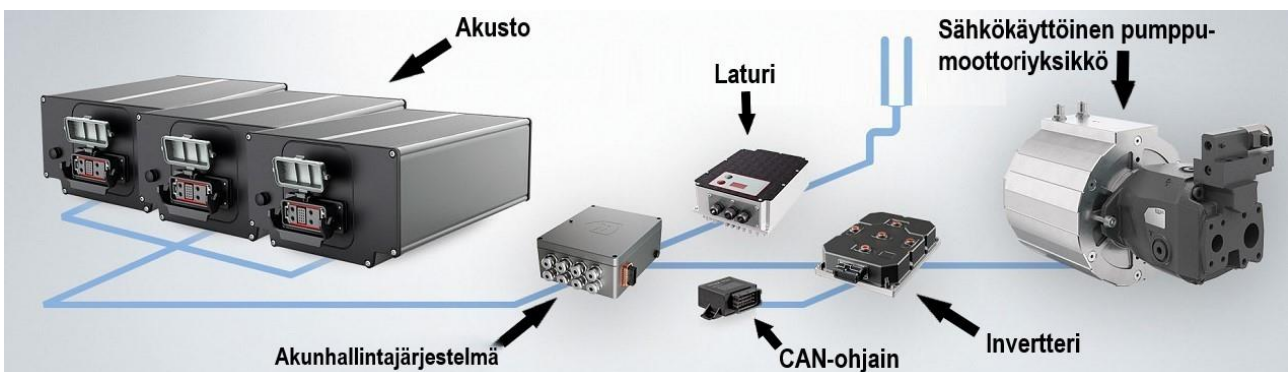 Akusto
Laturi
Sähkökäyttöinen pumppu-
moottoriyksikkö
Akunhallintajärjestelmä
CAN-ohjain
Invertteri